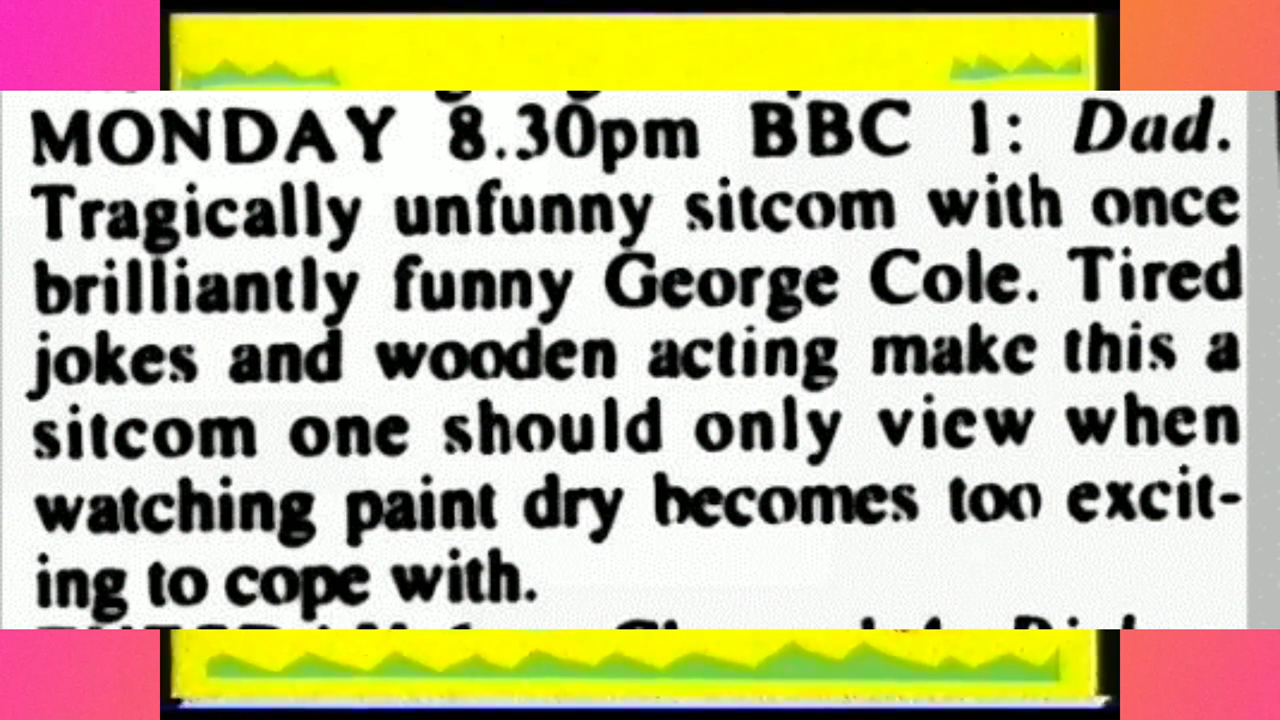 MONDAY 8.30pm BBC 1: Dad.
Tragically unfunny sitcom with once
brilliantly funny George Cole. Tired
jokes and wooden acting make this a
sitcom one should only view when
watching paint dry becomes too excit-
ing to cope with.